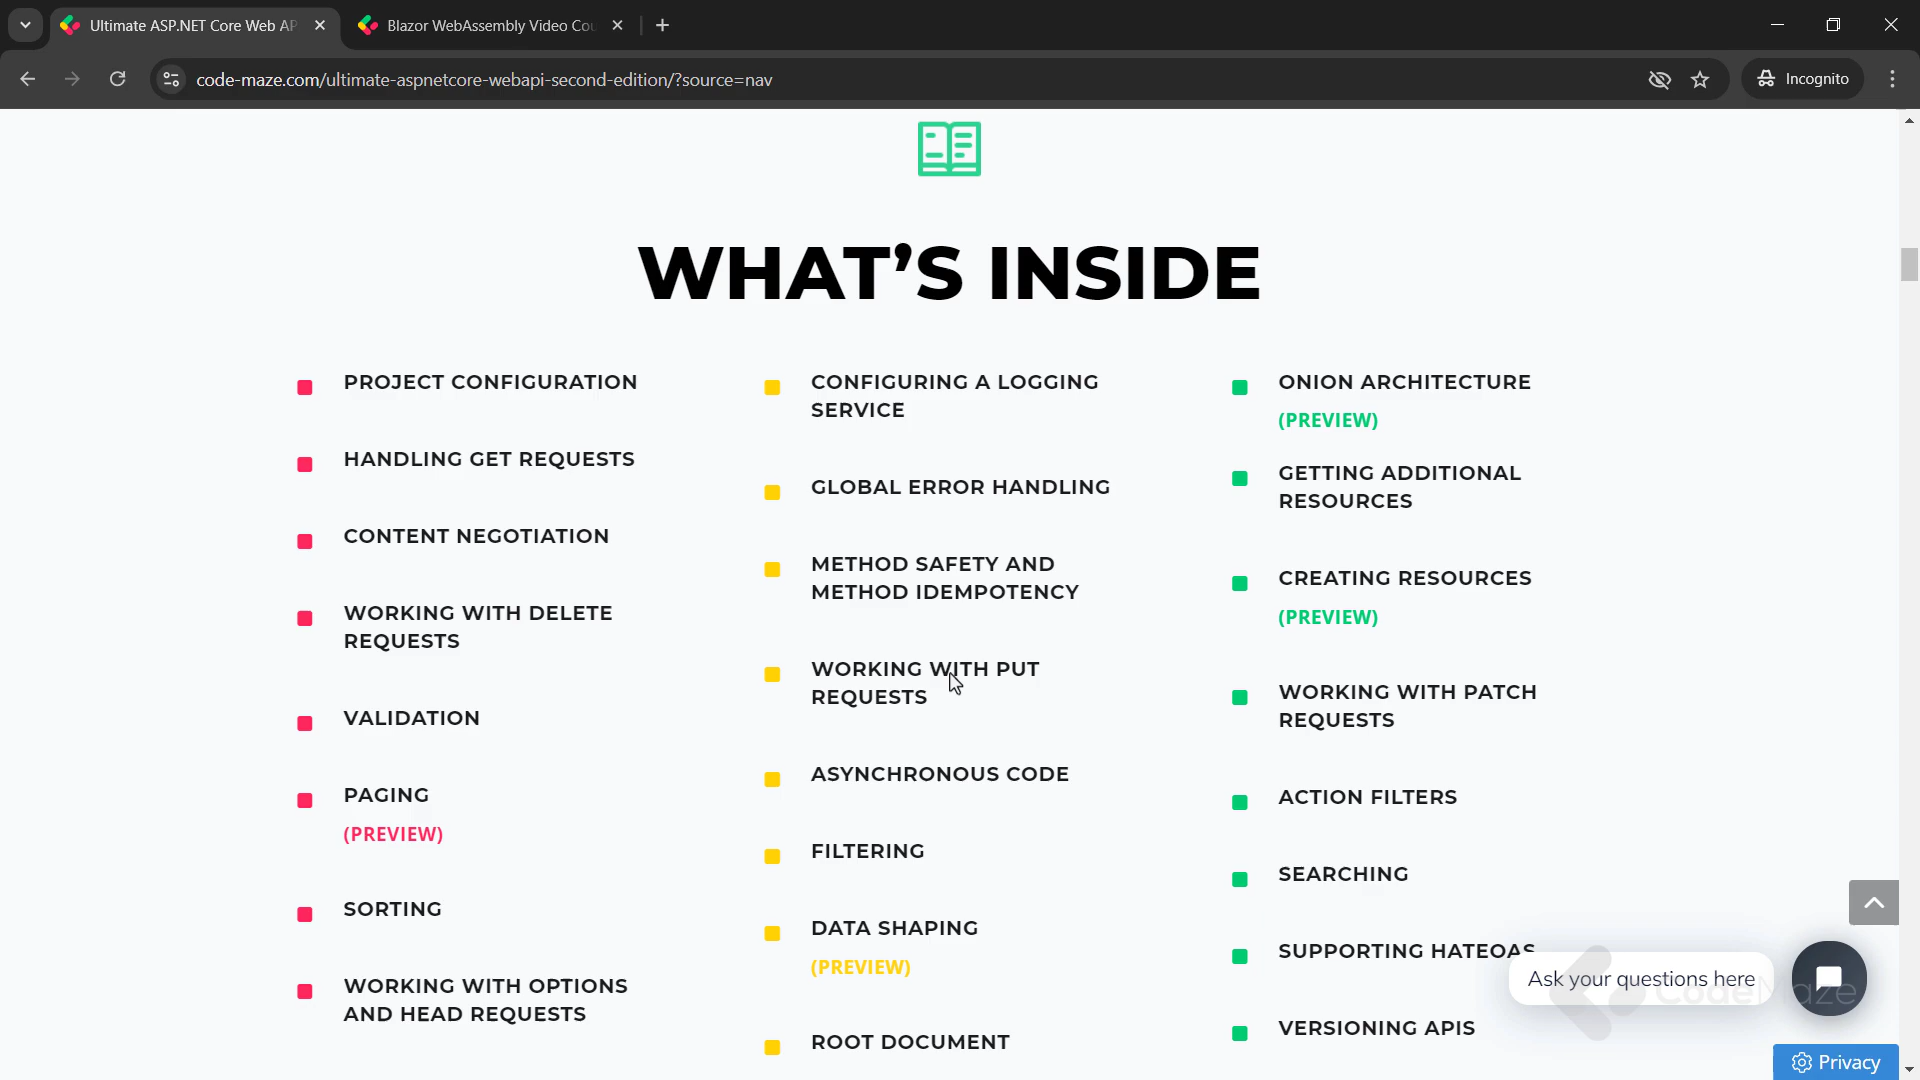 Ultimate ASP.NET Core Web AP
Blazor WebAssembly Video Cou
code-maze.com/ultimate-aspnetcore-webapi-second-edition/?source=nav
Incognito
WHAT'S INSIDE
PROJECT CONFIGURATION
HANDLING GET REQUESTS
CONTENT NEGOTIATION
WORKING WITH DELETE
REQUESTS
VALIDATION
PAGING
(PREVIEW)
SORTING
WORKING WITH OPTIONS
AND HEAD REQUESTS
CONFIGURING A LOGGING
SERVICE
GLOBAL ERROR HANDLING
METHOD SAFETY AND
METHOD IDEMPOTENCY
WORKING WITH PUT
REQUESTS
ASYNCHRONOUS CODE
FILTERING
DATA SHAPING
(PREVIEW)
ROOT DOCUMENT
ONION ARCHITECTURE
(PREVIEW)
GETTING ADDITIONAL
RESOURCES
CREATING RESOURCES
(PREVIEW)
WORKING WITH PATCH
REQUESTS
ACTION FILTERS
SEARCHING
SUPPORTING HATEOAS
VERSIONING APIS
Ask your questions here
CodeMaze
Privacy